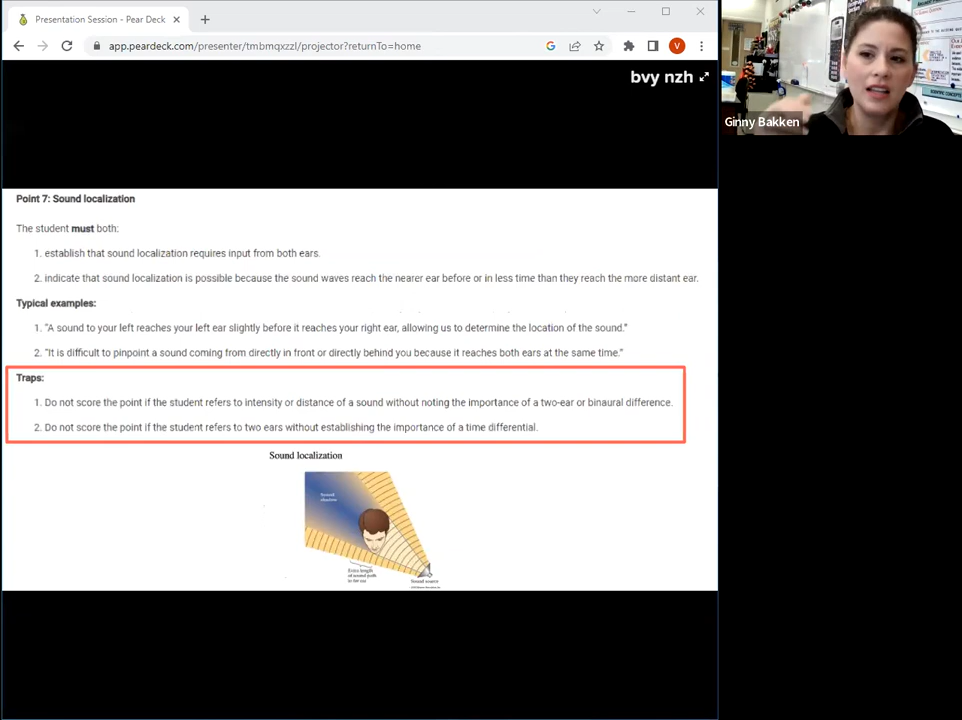 Presentation Session - Pear Deck
app.peardeck.com/presenter/tmbmqxzzl/projector?returnTo=home
V
bvy nzh
Ginny Bakken
Point 7: Sound localization
The student must both:
1. establish that sound localization requires input from both ears.
2. indicate that sound localization is possible because the sound waves reach the nearer ear before or in less time than they reach the more distant ear.
Typical examples:
1. "A sound to your left reaches your left ear slightly before it reaches your right ear, allowing us to determine the location of the sound."
2. "It is difficult to pinpoint a sound coming from directly in front or directly behind you because it reaches both ears at the same time."
Traps:
1. Do not score the point if the student refers to intensity or distance of a sound without noting the importance of a two-ear or binaural difference.
2. Do not score the point if the student refers to two ears without establishing the importance of a time differential.
Sound localization
Sound
shadow
Extra length
of sound path
to far ear
Sound source